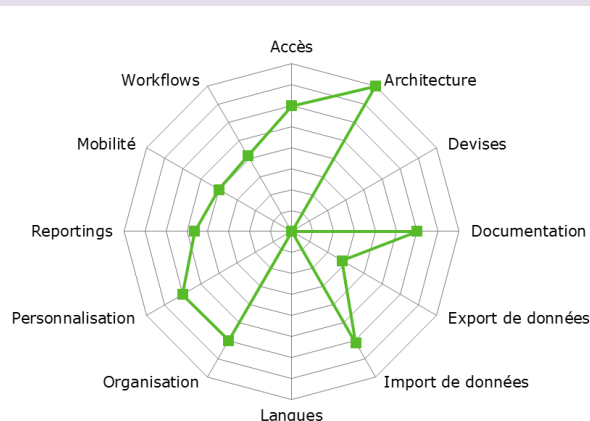 Accès
Workflows
Architecture
Mobilité
Devises
Reportings
Documentation
Personnalisation
Export de données
Organisation
Import de données
Langues